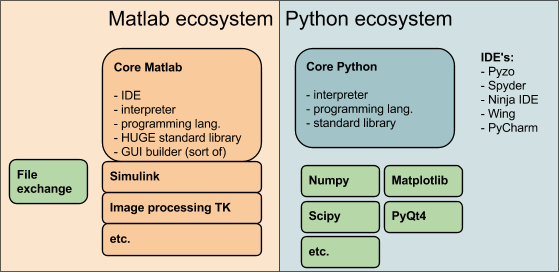 Matlab ecosystem
Python ecosystem
Core Matlab
- IDE
- interpreter
- programming lang.
- HUGE standard library
- GUI builder (sort of)
Simulink
Image processing TK
etc.
File
exchange
Core Python
- interpreter
- programming lang.
- standard library
IDE's:
- Pyzo
- Spyder
- Ninja IDE
- Wing
- PyCharm
Numpy
Matplotlib
Scipy
PyQt4
etc.